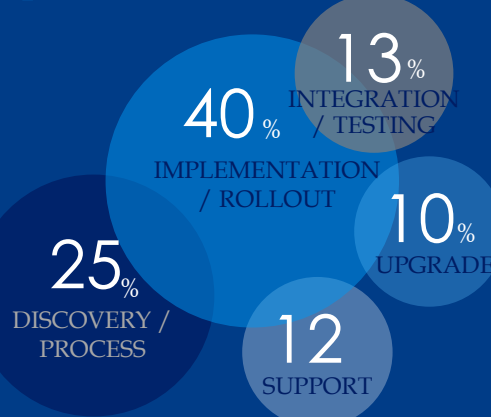 13%
INTEGRATION
/ TESTING
40%
IMPLEMENTATION
/ ROLLOUT
10%
UPGRADE
25%
DISCOVERY /
PROCESS
12
SUPPORT